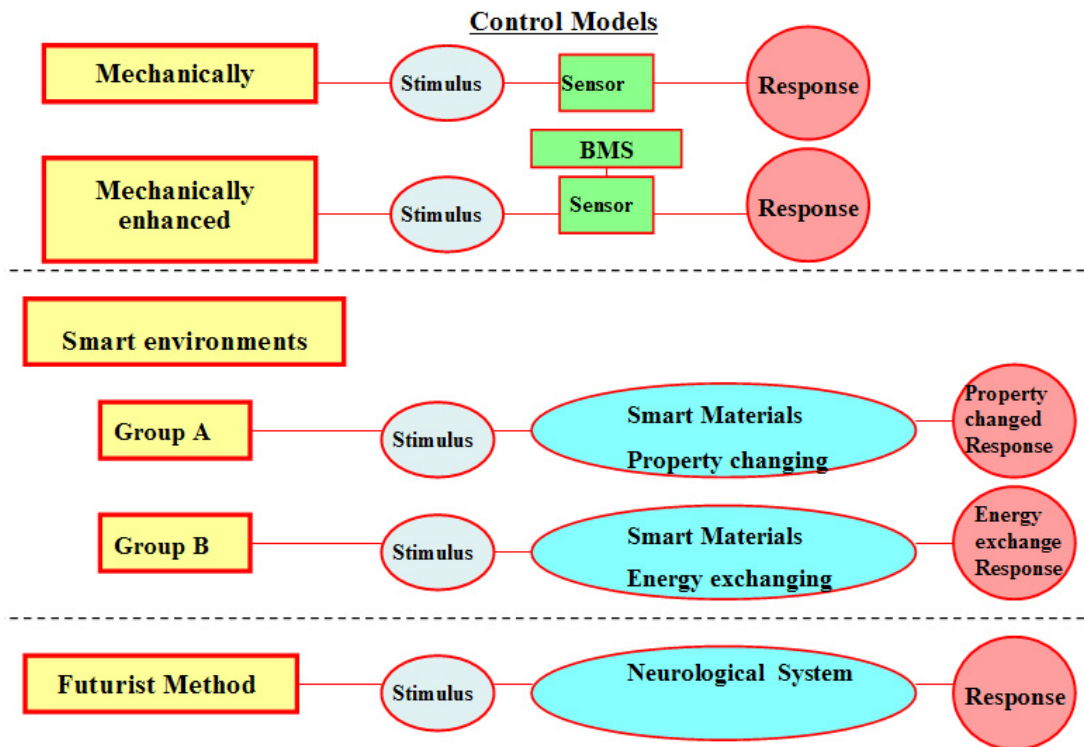 Control Models
Mechanically
Stimulus
Sensor
Response
BMS
Mechanically
enhanced
Stimulus
Sensor
Response
Smart environments
Group A
Stimulus
Smart Materials
Property changing
Property
changed
Response
Group B
Stimulus
Smart Materials
Energy exchanging
Energy
exchange
Response
Futurist Method
Stimulus
Neurological System
Response